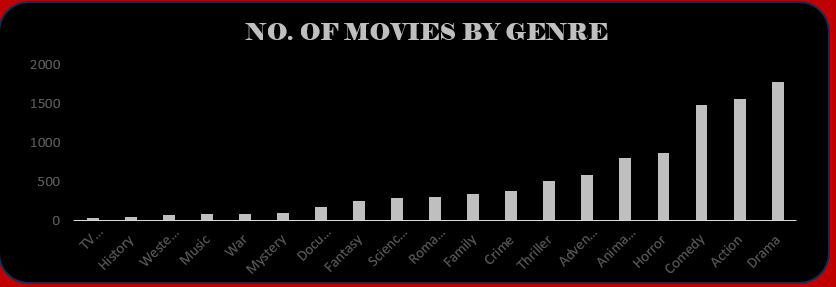 NO. OF MOVIES BY GENRE
2000
1500
1000
500
0
TV…
History
Weste…
Music
War
Mystery
Docu…
Fantasy
Scienc…
Roma…
Family
Crime
Thriller
Adven…
Anima…
Horror
Comedy
Action
Drama